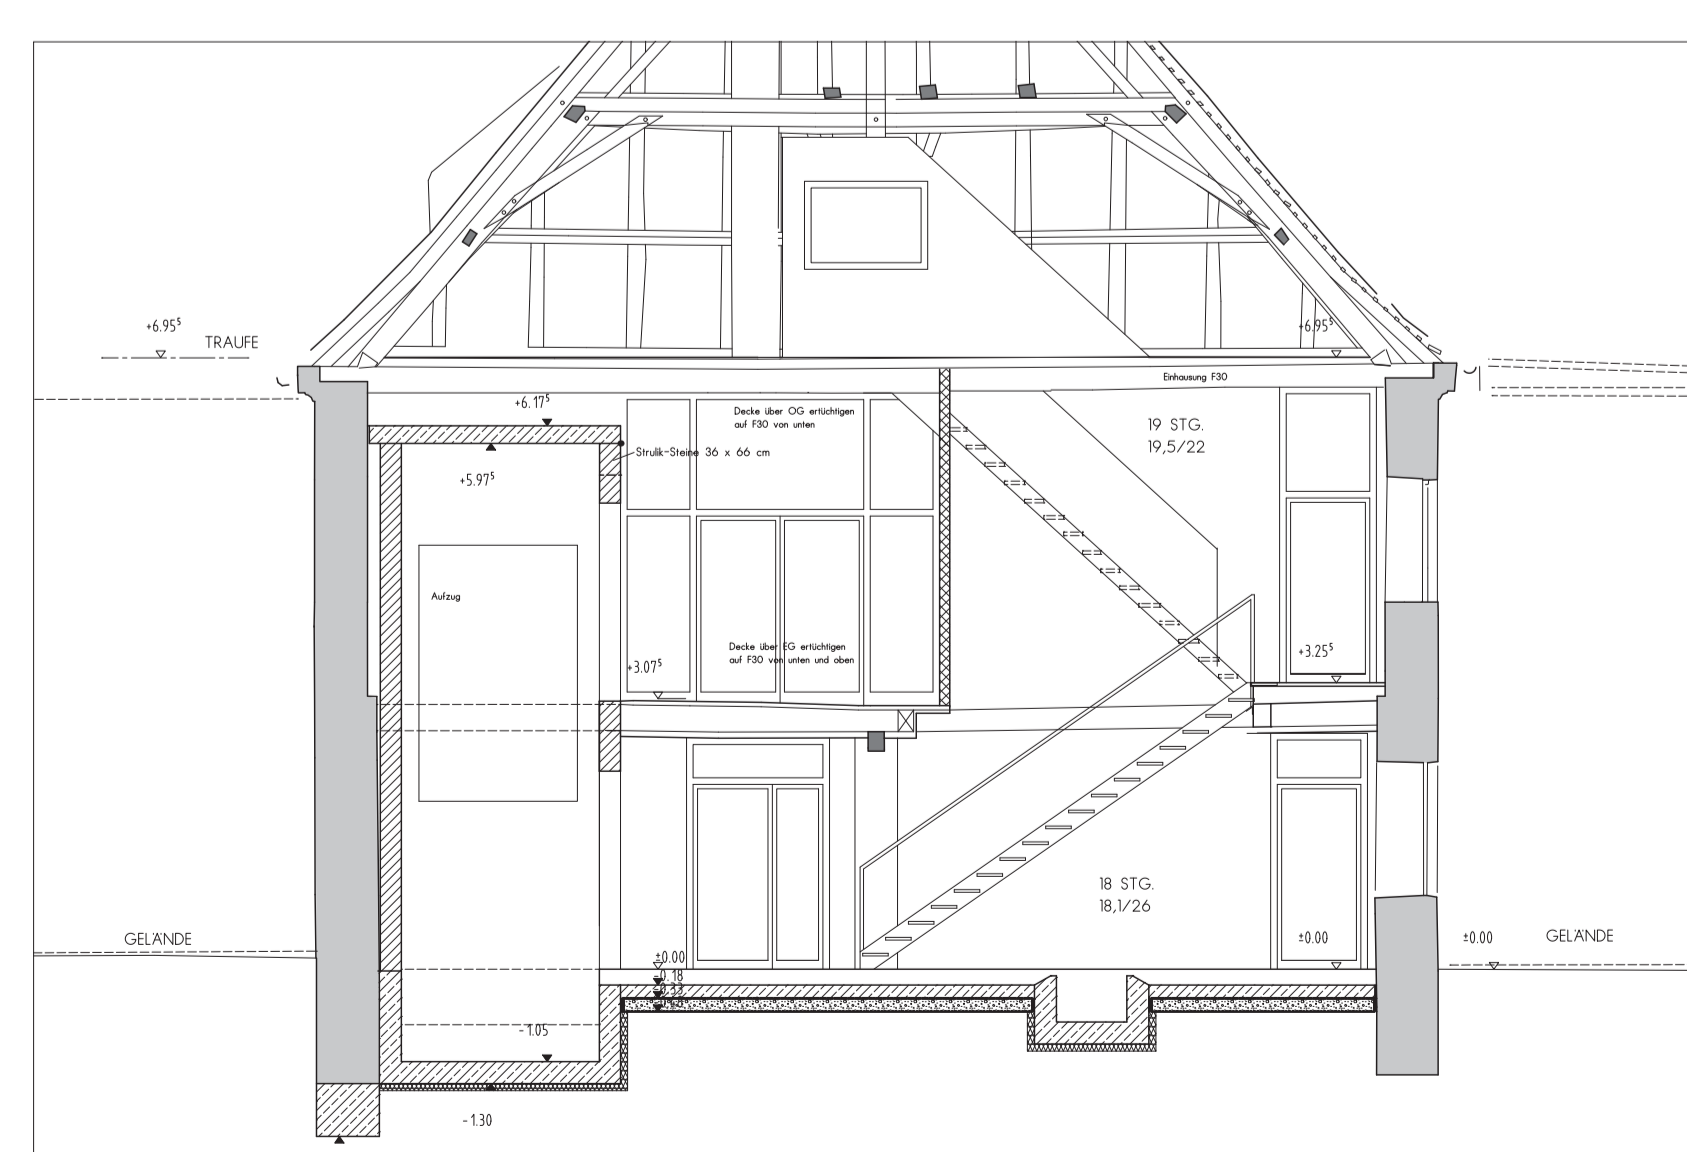 +6.95⁵
TRAUFE
+6.95⁵
Einhausung F30
+6.17⁵
Decke über OG ertüchtigen
auf F30 von unten
19 STG.
19,5/22
Strulik-Steine 36 x 66 cm
+5.97⁵
Aufzug
Decke über EG ertüchtigen
auf F30 von unten und oben
+3.07⁵
+3.25⁵
18 STG.
18,1/26
GELÄNDE
±0.00
±0.00
±0.00
GELÄNDE
-0.18
-0.33
-1.05
-1.30